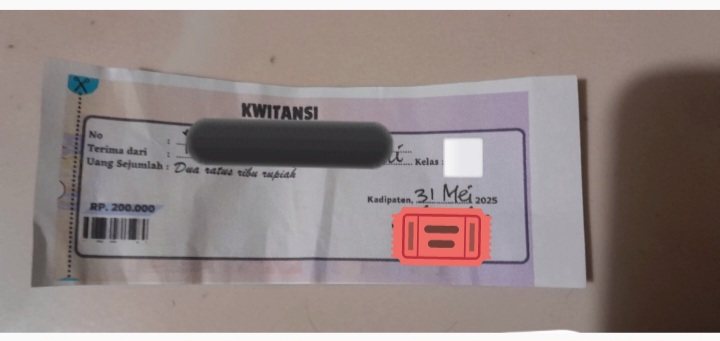 KWITANSI
No :
Terima dari : Kelas :
Uang Sejumlah : Dua ratus ribu rupiah
Kadipaten, 31 Mei 2025
RP. 200.000